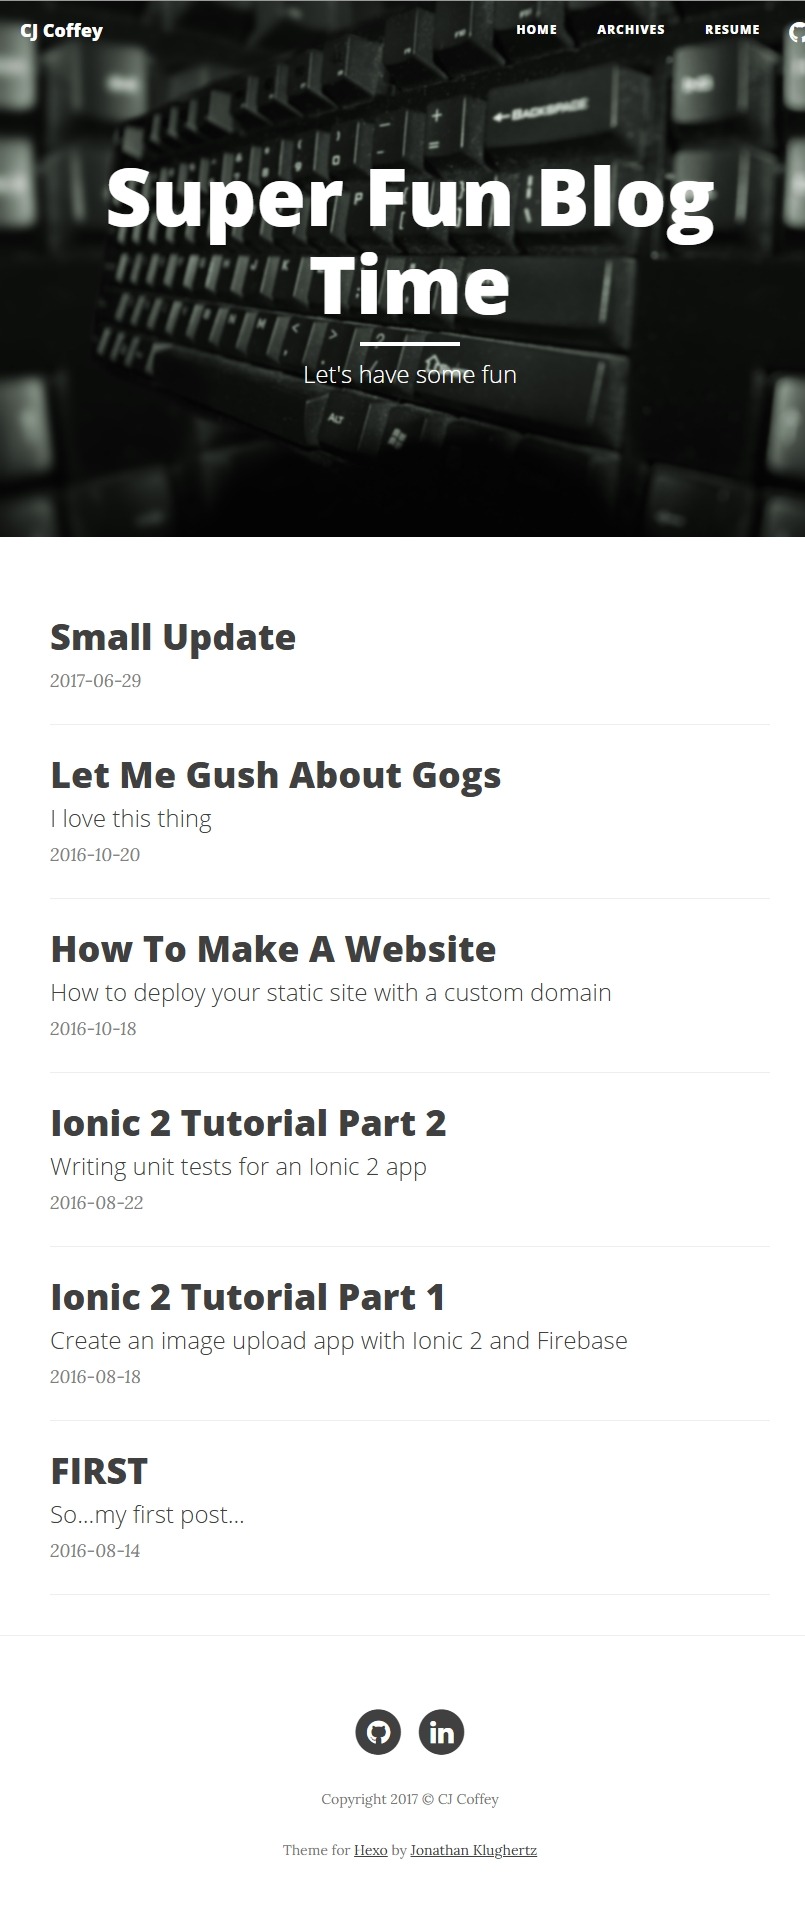 CJ Coffey
HOME ARCHIVES RESUME
BACKSPACE
Super Fun Blog
Time
Let's have some fun
ALT
Small Update
2017-06-29
Let Me Gush About Gogs
I love this thing
2016-10-20
How To Make A Website
How to deploy your static site with a custom domain
2016-10-18
Ionic 2 Tutorial Part 2
Writing unit tests for an Ionic 2 app
2016-08-22
Ionic 2 Tutorial Part 1
Create an image upload app with Ionic 2 and Firebase
2016-08-18
FIRST
So...my first post...
2016-08-14
in
Copyright 2017 © CJ Coffey
Theme for Hexo by Jonathan Klughertz